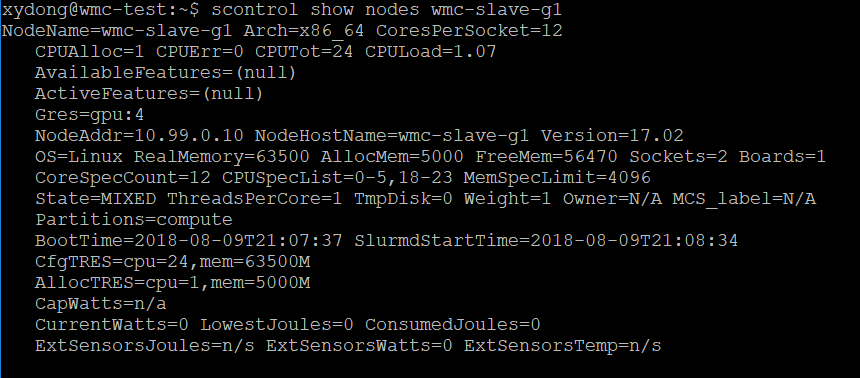 xydong@wmc-test:~$ scontrol show nodes wmc-slave-g1
NodeName=wmc-slave-g1 Arch=x86_64 CoresPerSocket=12
CPUAlloc=1 CPUErr=0 CPUTot=24 CPULoad=1.07
AvailableFeatures=(null)
ActiveFeatures=(null)
Gres=gpu:4
NodeAddr=10.99.0.10 NodeHostName=wmc-slave-g1 Version=17.02
OS=Linux RealMemory=63500 AllocMem=5000 FreeMem=56470 Sockets=2 Boards=1
CoreSpecCount=12 CPUSpecList=0-5,18-23 MemSpecLimit=4096
State=MIXED ThreadsPerCore=1 TmpDisk=0 Weight=1 Owner=N/A MCS_label=N/A
Partitions=compute
BootTime=2018-08-09T21:07:37 SlurmdStartTime=2018-08-09T21:08:34
CfgTRES=cpu=24,mem=63500M
AllocTRES=cpu=1,mem=5000M
CapWatts=n/a
CurrentWatts=0 LowestJoules=0 ConsumedJoules=0
ExtSensorsJoules=n/s ExtSensorsWatts=0 ExtSensorsTemp=n/s